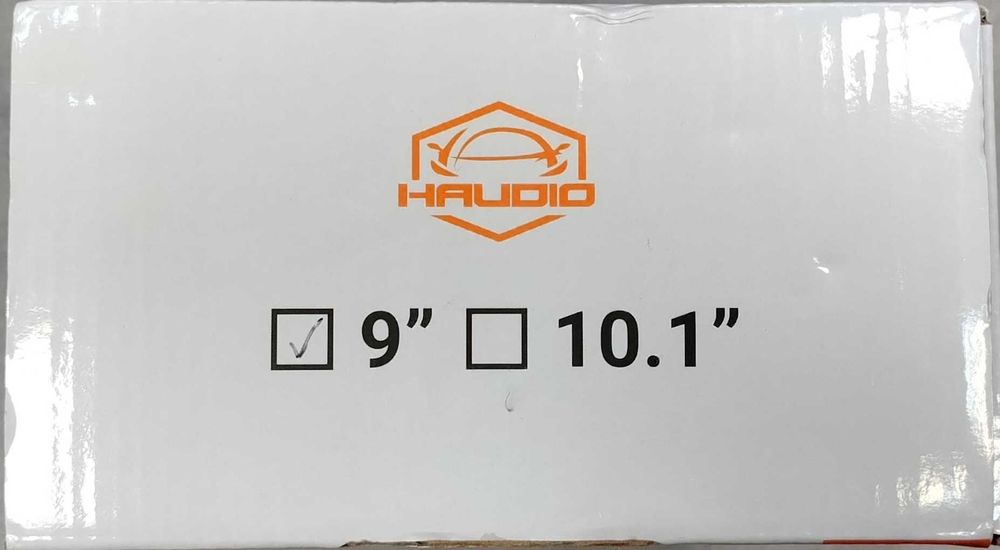 HAUDIO
9” 10.1”